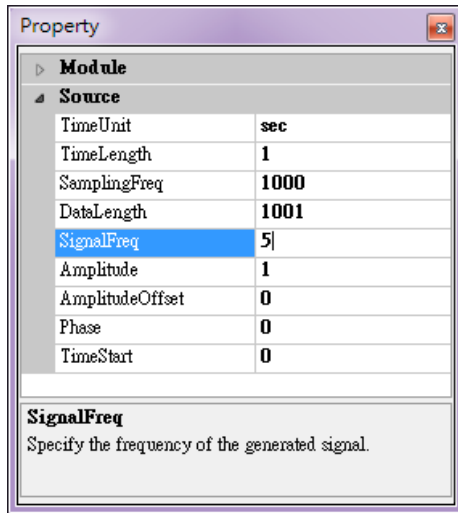 Property
Module
Source
TimeUnit sec
TimeLength 1
SamplingFreq 1000
DataLength 1001
SignalFreq 5
Amplitude 1
AmplitudeOffset 0
Phase 0
TimeStart 0
SignalFreq
Specify the frequency of the generated signal.